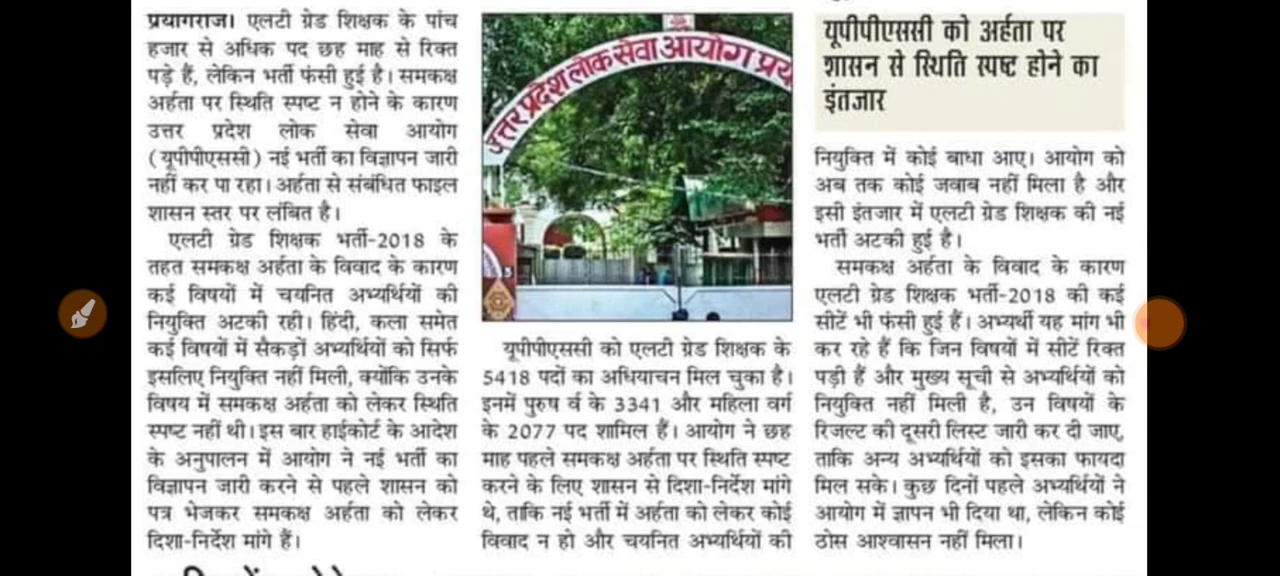 प्रयागराज। एलटी ग्रेड शिक्षक के पांच
हजार से अधिक पद छह माह से रिक्त
पड़े हैं, लेकिन भर्ती फंसी हुई है। समकक्ष
अर्हता पर स्थिति स्पष्ट न होने के कारण
उत्तर प्रदेश लोक सेवा आयोग
(यूपीपीएससी) नई भर्ती का विज्ञापन जारी
नहीं कर पा रहा। अर्हता से संबंधित फाइल
शासन स्तर पर लंबित है।
एलटी ग्रेड शिक्षक भर्ती-2018 के
तहत समकक्ष अर्हता के विवाद के कारण
कई विषयों में चयनित अभ्यर्थियों की
नियुक्ति अटकी रही। हिंदी, कला समेत
कई विषयों में सैकड़ों अभ्यर्थियों को सिर्फ
इसलिए नियुक्ति नहीं मिली, क्योंकि उनके
विषय में समकक्ष अर्हता को लेकर स्थिति
स्पष्ट नहीं थी। इस बार हाईकोर्ट के आदेश
के अनुपालन में आयोग ने नई भर्ती का
विज्ञापन जारी करने से पहले शासन को
पत्र भेजकर समकक्ष अर्हता को लेकर
दिशा-निर्देश मांगे हैं।
उत्तर प्रदेश लोक सेवा आयोग प्रय
यूपीपीएससी को एलटी ग्रेड शिक्षक के
5418 पदों का अधियाचन मिल चुका है।
इनमें पुरुष र्व के 3341 और महिला वर्ग
के 2077 पद शामिल हैं। आयोग ने छह
माह पहले समकक्ष अर्हता पर स्थिति स्पष्ट
करने के लिए शासन से दिशा-निर्देश मांगे
थे, ताकि नई भर्ती में अर्हता को लेकर कोई
विवाद न हो और चयनित अभ्यर्थियों की
यूपीपीएससी को अर्हता पर
शासन से स्थिति स्पष्ट होने का
इंतजार
नियुक्ति में कोई बाधा आए। आयोग को
अब तक कोई जवाब नहीं मिला है और
इसी इंतजार में एलटी ग्रेड शिक्षक की नई
भर्ती अटकी हुई है।
समकक्ष अर्हता के विवाद के कारण
एलटी ग्रेड शिक्षक भर्ती-2018 की कई
सीटें भी फंसी हुई हैं। अभ्यर्थी यह मांग भी
कर रहे हैं कि जिन विषयों में सीटें रिक्त
पड़ी हैं और मुख्य सूची से अभ्यर्थियों को
नियुक्ति नहीं मिली है, उन विषयों के
रिजल्ट की दूसरी लिस्ट जारी कर दी जाए,
ताकि अन्य अभ्यर्थियों को इसका फायदा
मिल सके। कुछ दिनों पहले अभ्यर्थियों ने
आयोग में ज्ञापन भी दिया था, लेकिन कोई
ठोस आश्वासन नहीं मिला।